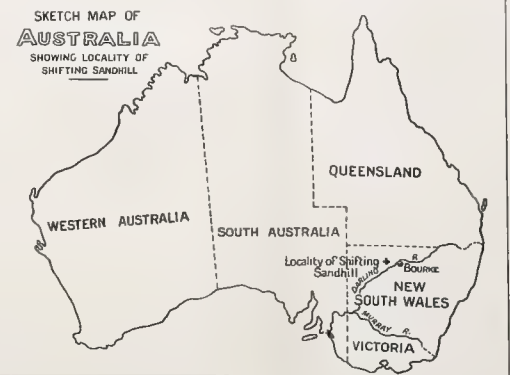 SKETCH MAP OF
AUSTRALIA
SHOWING LOCALITY OF
SHIFTING SANDHILL
QUEENSLAND
WESTERN AUSTRALIA
SOUTH AUSTRALIA
Locality of Shifting
Sandhill
DARLING R.
BOURKE
NEW
SOUTH WALES
MURRAY R.
VICTORIA